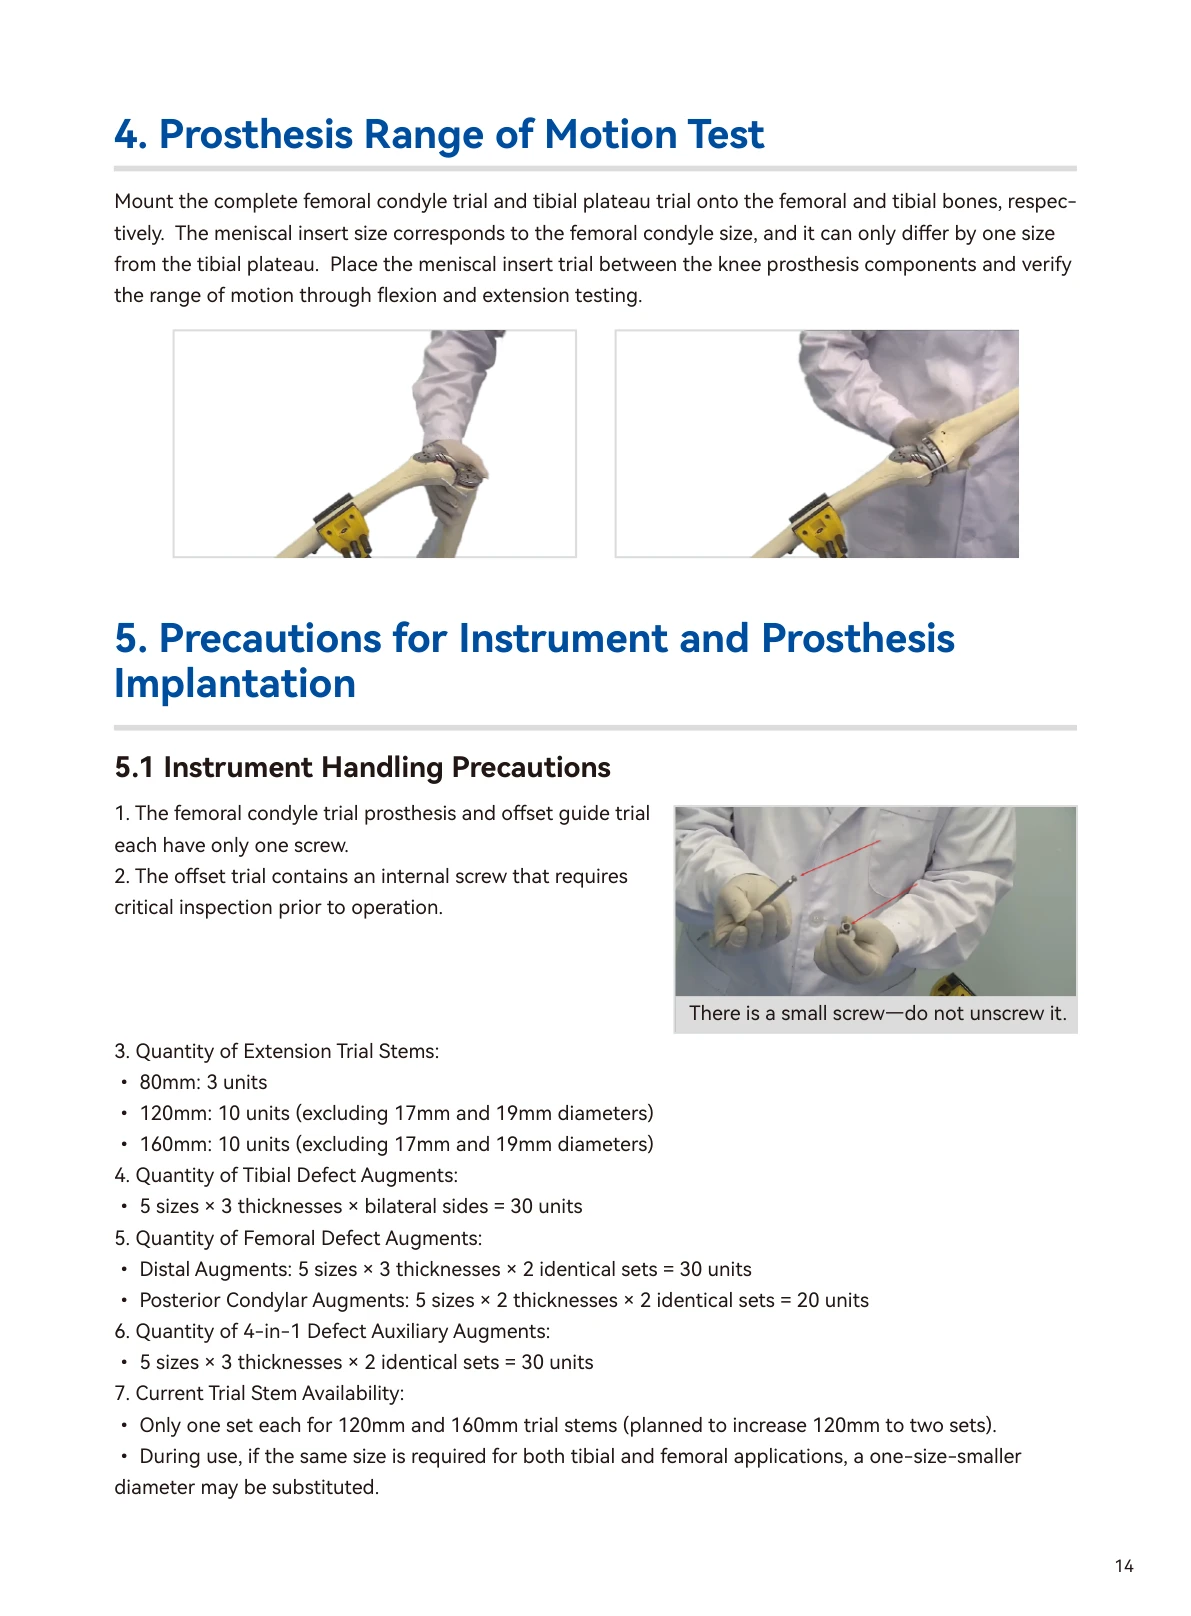 4. Prosthesis Range of Motion Test
Mount the complete femoral condyle trial and tibial plateau trial onto the femoral and tibial bones, respec-
tively.  The meniscal insert size corresponds to the femoral condyle size, and it can only differ by one size
from the tibial plateau.  Place the meniscal insert trial between the knee prosthesis components and verify
the range of motion through flexion and extension testing.
5. Precautions for Instrument and Prosthesis
Implantation
5.1 Instrument Handling Precautions
1. The femoral condyle trial prosthesis and offset guide trial
each have only one screw.
2. The offset trial contains an internal screw that requires
critical inspection prior to operation.
There is a small screw—do not unscrew it.
3. Quantity of Extension Trial Stems:
• 80mm: 3 units
• 120mm: 10 units (excluding 17mm and 19mm diameters)
• 160mm: 10 units (excluding 17mm and 19mm diameters)
4. Quantity of Tibial Defect Augments:
• 5 sizes × 3 thicknesses × bilateral sides = 30 units
5. Quantity of Femoral Defect Augments:
• Distal Augments: 5 sizes × 3 thicknesses × 2 identical sets = 30 units
• Posterior Condylar Augments: 5 sizes × 2 thicknesses × 2 identical sets = 20 units
6. Quantity of 4-in-1 Defect Auxiliary Augments:
• 5 sizes × 3 thicknesses × 2 identical sets = 30 units
7. Current Trial Stem Availability:
• Only one set each for 120mm and 160mm trial stems (planned to increase 120mm to two sets).
• During use, if the same size is required for both tibial and femoral applications, a one-size-smaller
diameter may be substituted.
14